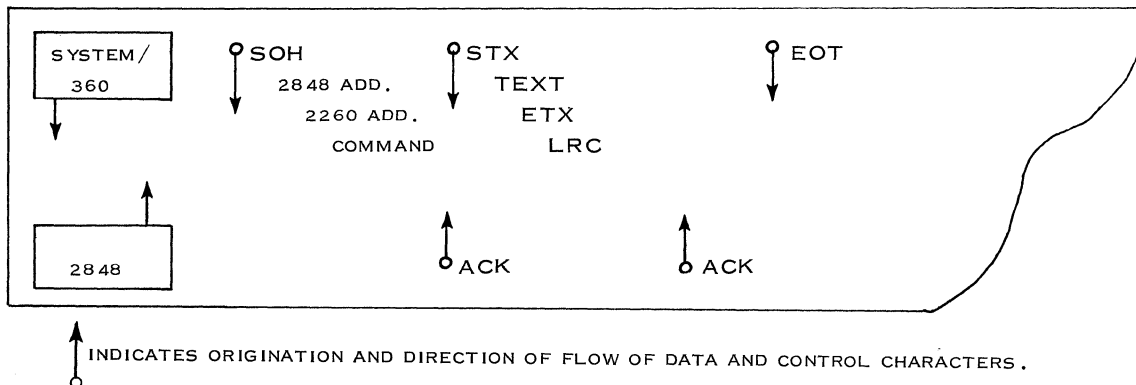 SYSTEM/
360
SOH
2848 ADD.
2260 ADD.
COMMAND
STX
TEXT
ETX
LRC
EOT
2848
ACK
ACK
INDICATES ORIGINATION AND DIRECTION OF FLOW OF DATA AND CONTROL CHARACTERS.